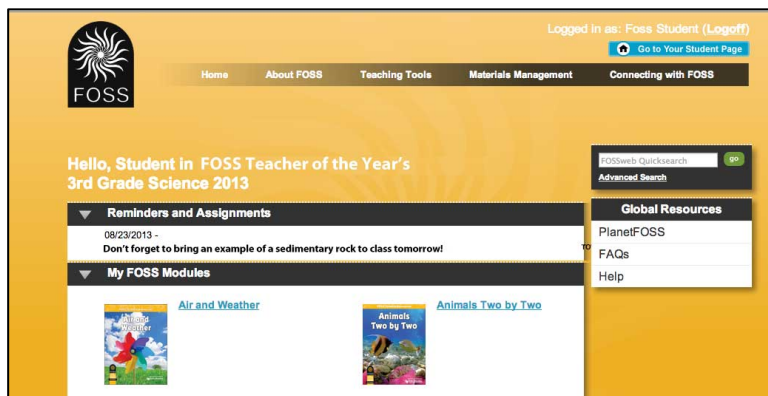 Logged in as: Foss Student (Logoff)
Go to Your Student Page
FOSS
Home About FOSS Teaching Tools Materials Management Connecting with FOSS
Hello, Student in FOSS Teacher of the Year's
3rd Grade Science 2013
FOSSweb Quicksearch go
Advanced Search
Reminders and Assignments
08/23/2013 -
Don't forget to bring an example of a sedimentary rock to class tomorrow!
Global Resources
PlanetFOSS
FAQs
Help
My FOSS Modules
Air and Weather
Air and
Weather
Animals Two by Two
Animals
Two by Two